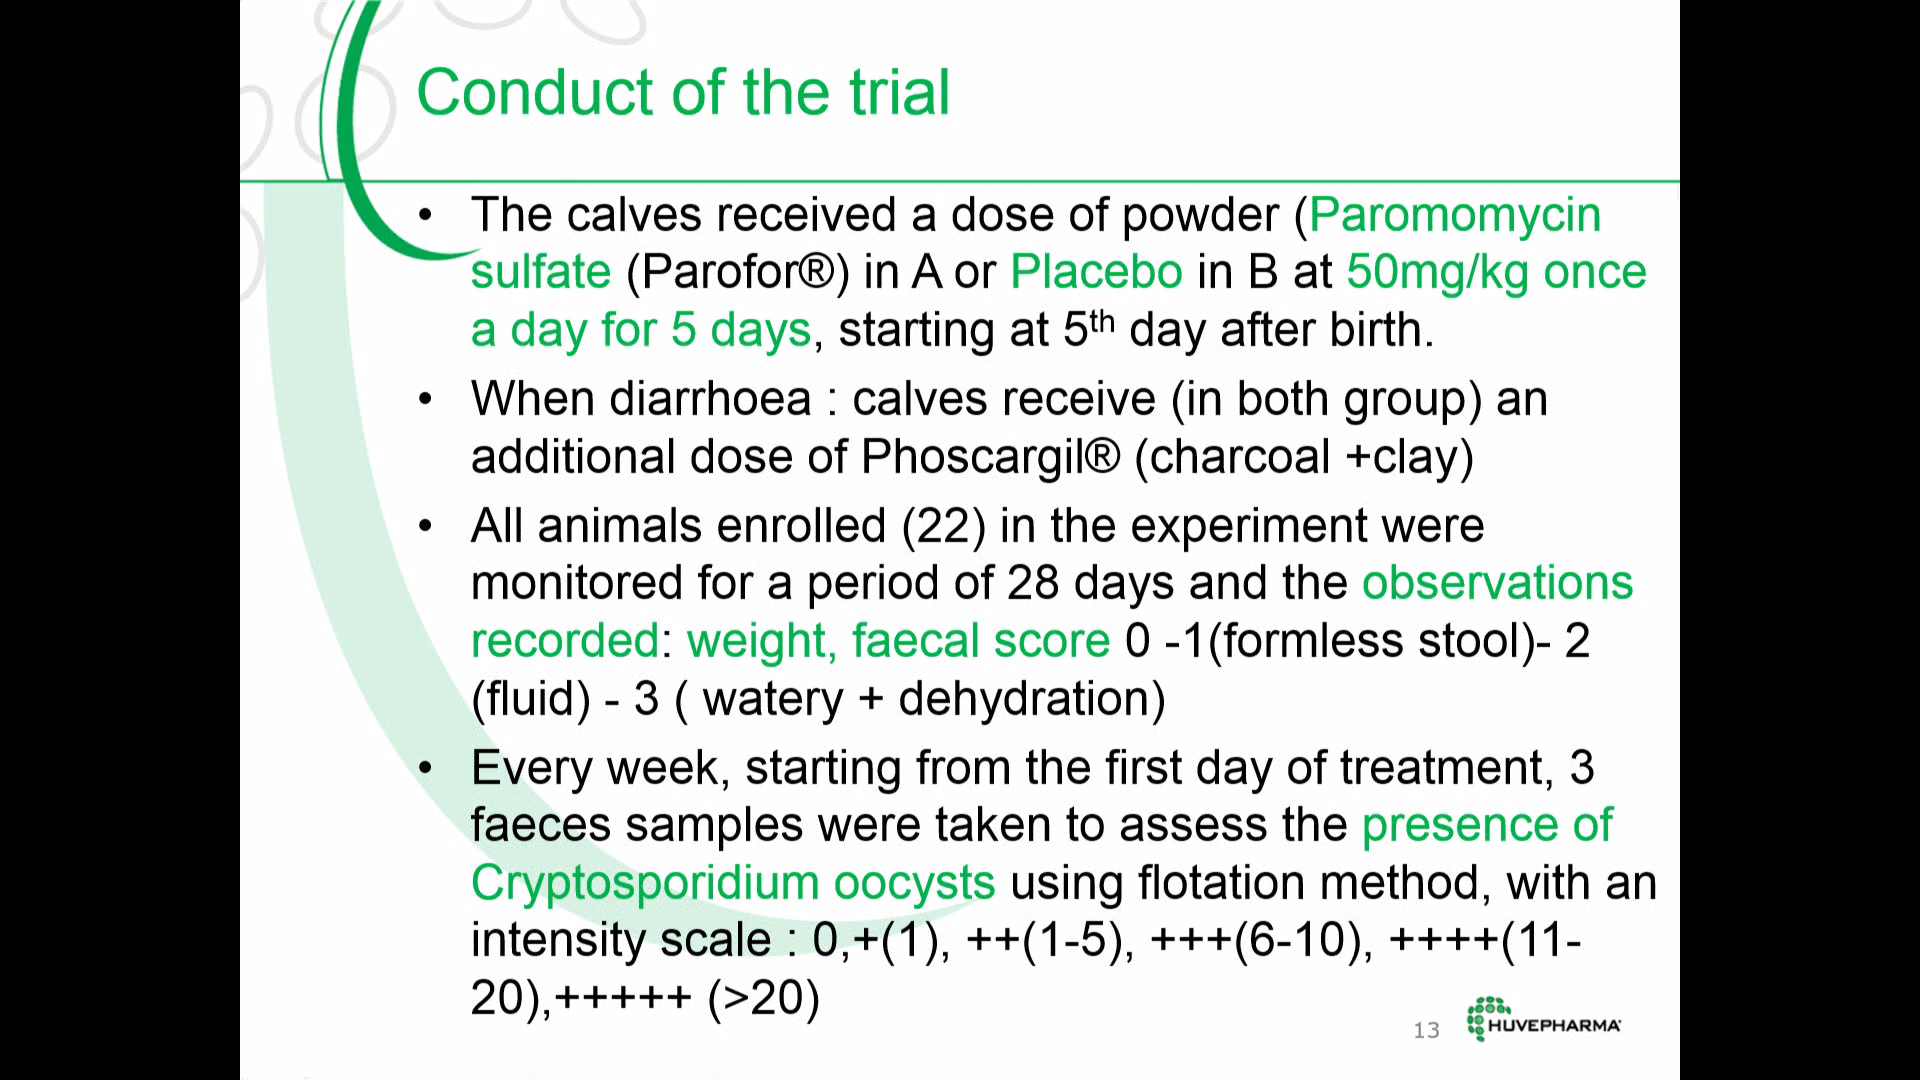 Conduct of the trial
• The calves received a dose of powder (Paromomycin
sulfate (Parofor®) in A or Placebo in B at 50mg/kg once
a day for 5 days, starting at 5th day after birth.
• When diarrhoea : calves receive (in both group) an
additional dose of Phoscargil® (charcoal +clay)
• All animals enrolled (22) in the experiment were
monitored for a period of 28 days and the observations
recorded: weight, faecal score 0 -1(formless stool)- 2
(fluid) - 3 ( watery + dehydration)
• Every week, starting from the first day of treatment, 3
faeces samples were taken to assess the presence of
Cryptosporidium oocysts using flotation method, with an
intensity scale : 0,+(1), ++(1-5), +++(6-10), ++++(11-
20),+++++ (>20)
13
HUVEPHARMA